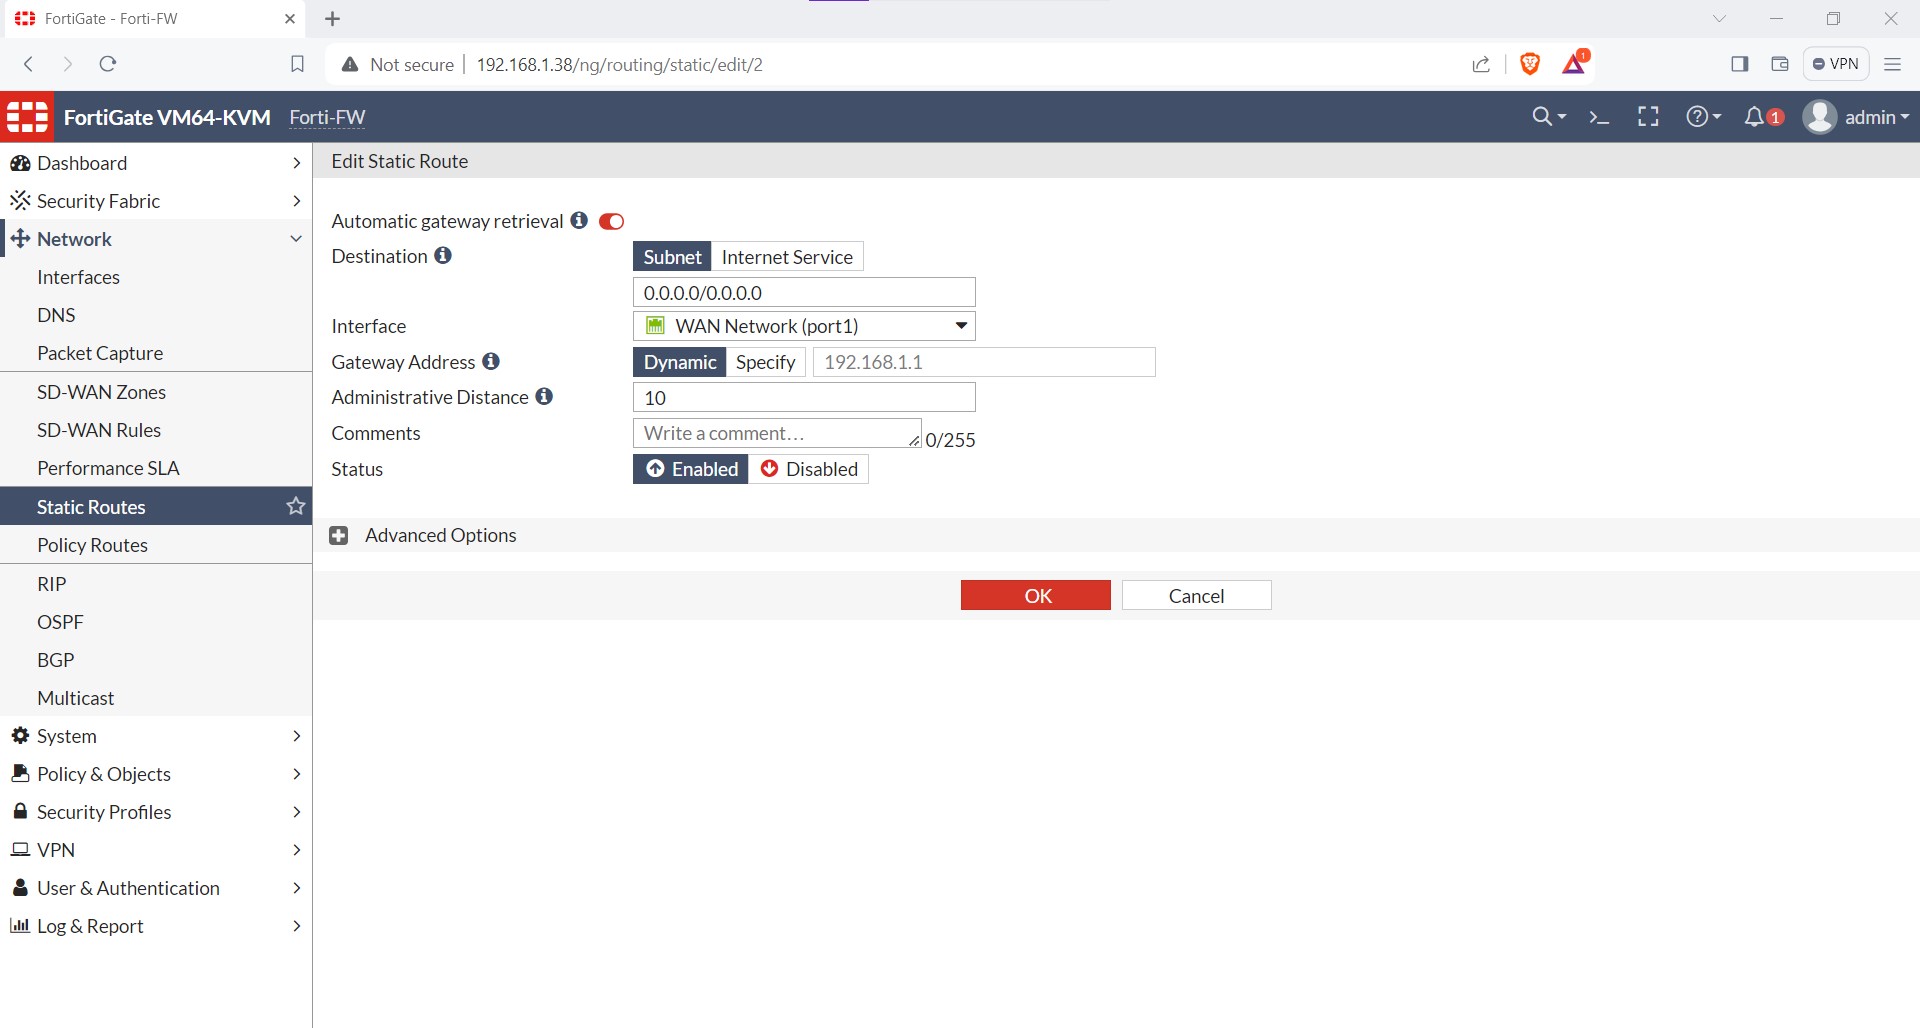 FortiGate - Forti-FW
Not secure 192.168.1.38/ng/routing/static/edit/2
1
VPN
FortiGate VM64-KVM Forti-FW
1 admin
Dashboard
Security Fabric
Network
Interfaces
DNS
Packet Capture
SD-WAN Zones
SD-WAN Rules
Performance SLA
Static Routes
Policy Routes
RIP
OSPF
BGP
Multicast
System
Policy & Objects
Security Profiles
VPN
User & Authentication
Log & Report
Edit Static Route
Automatic gateway retrieval
Destination Subnet Internet Service
0.0.0.0/0.0.0.0
Interface WAN Network (port1)
Gateway Address Dynamic Specify 192.168.1.1
Administrative Distance 10
Comments Write a comment... 0/255
Status Enabled Disabled
Advanced Options
OK Cancel